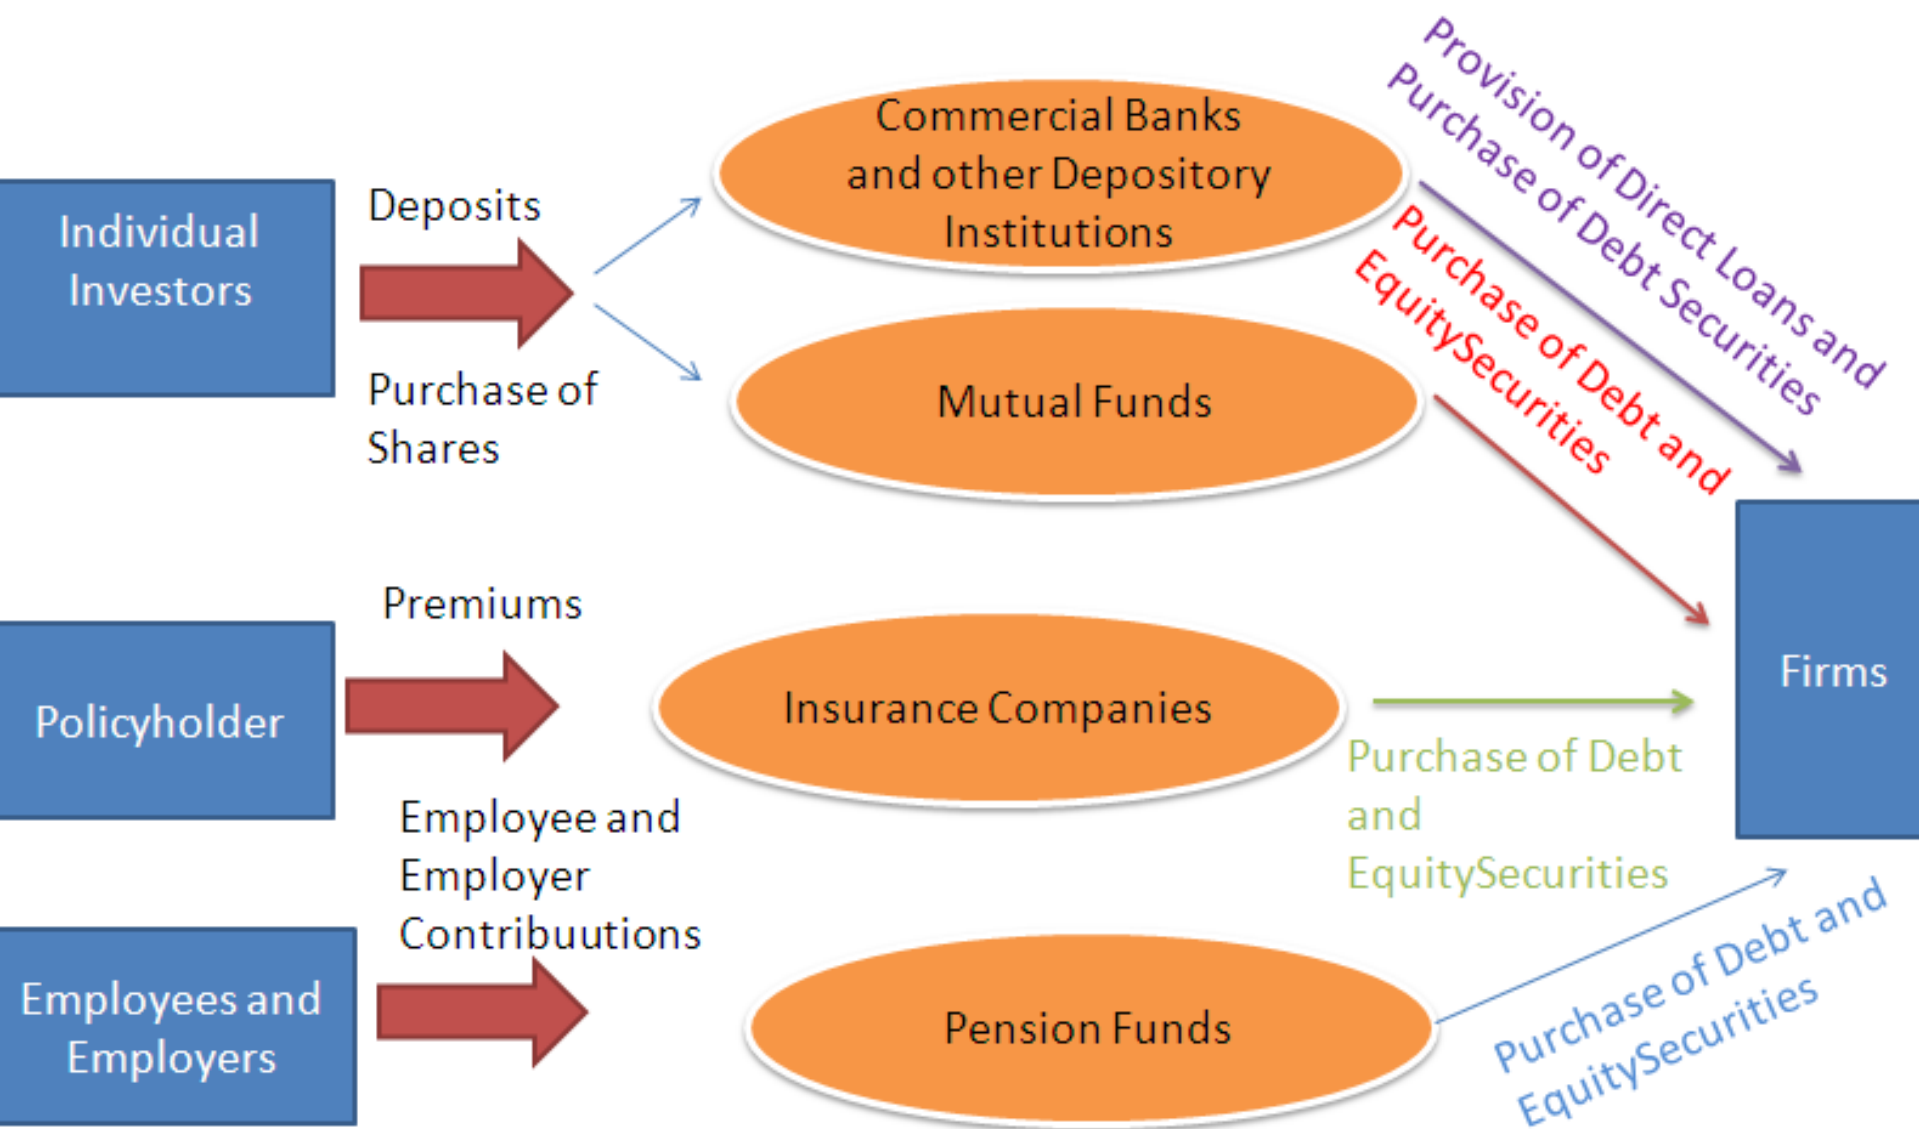 Individual
Investors
Deposits
Purchase of
Shares
Commercial Banks
and other Depository
Institutions
Mutual Funds
Provision of Direct Loans and
Purchase of Debt Securities
Purchase of Debt and
EquitySecurities
Policyholder
Premiums
Insurance Companies
Purchase of Debt
and
EquitySecurities
Firms
Employees and
Employers
Employee and
Employer
Contribuutions
Pension Funds
Purchase of Debt and
EquitySecurities